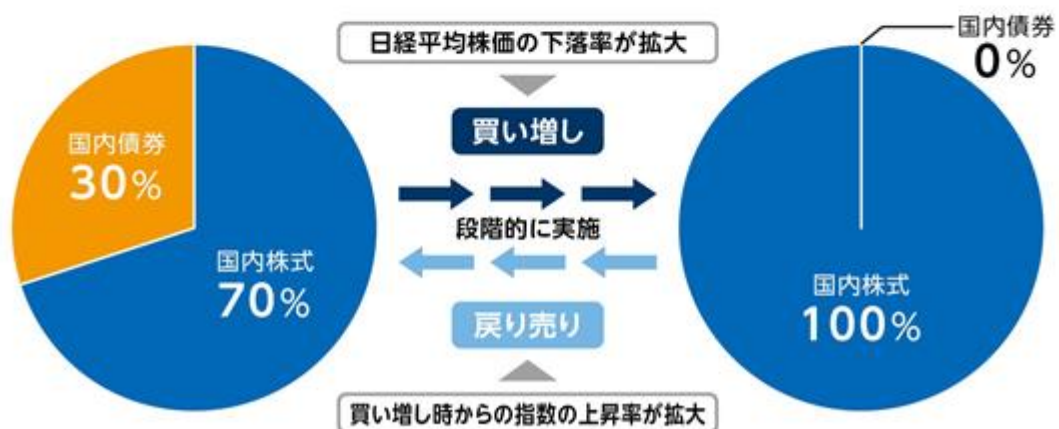 日経平均株価の下落率が拡大
国内債券
0%
買い増し
国内債券
30%
段階的に実施
国内株式
70%
国内株式
100%
戻り売り
買い増し時からの指数の上昇率が拡大